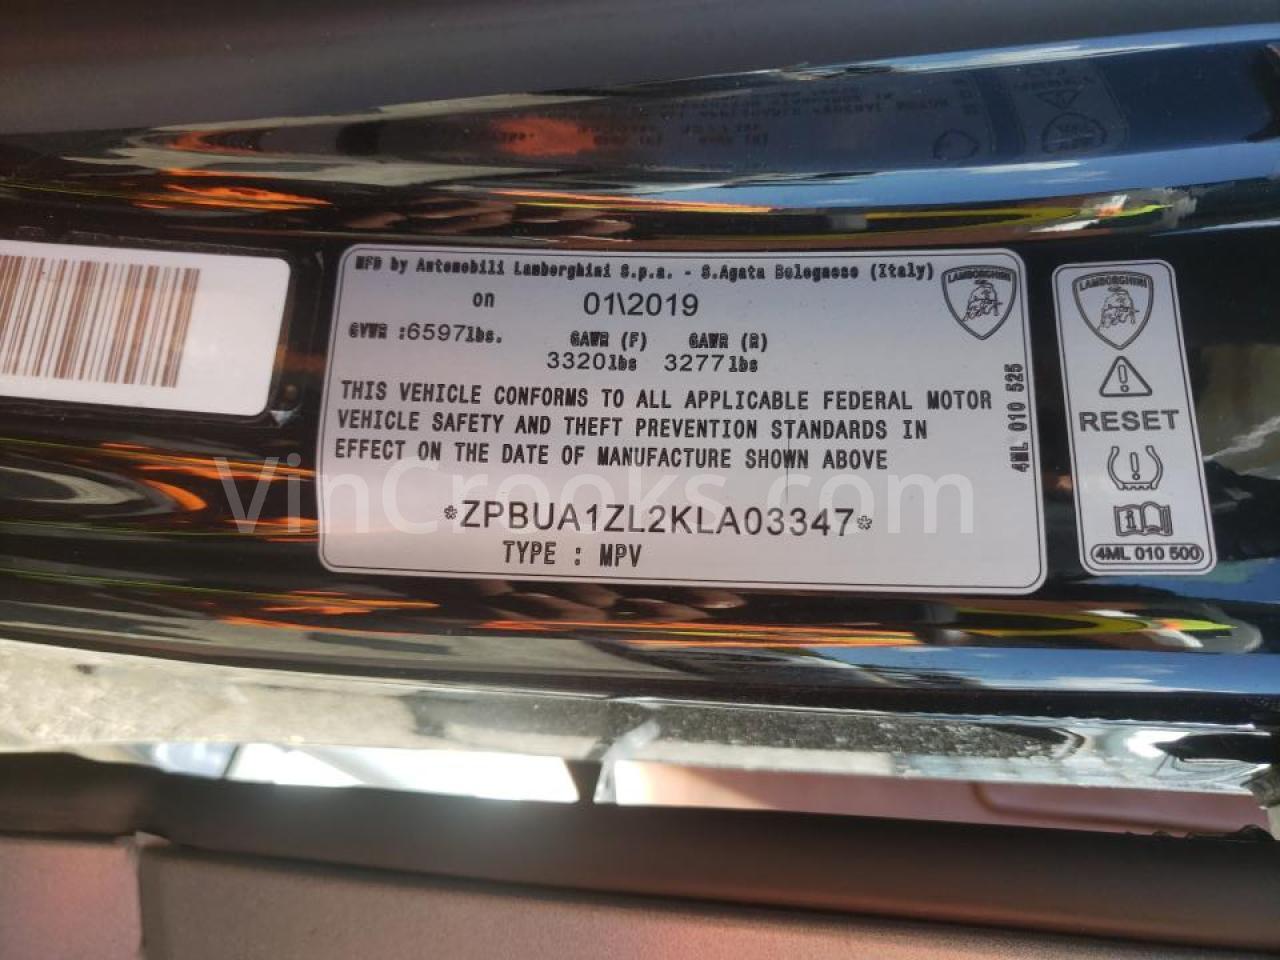 MFD by Automobili Lamborghini S.p.a. - S.Agata Bolognese (Italy)
on 01\2019
GVWR :6597lbs. GAWR (F) GAWR (R)
3320lbs 3277lbs
THIS VEHICLE CONFORMS TO ALL APPLICABLE FEDERAL MOTOR
VEHICLE SAFETY AND THEFT PREVENTION STANDARDS IN
EFFECT ON THE DATE OF MANUFACTURE SHOWN ABOVE
*ZPBUA1ZL2KLA03347*
TYPE : MPV
LAMBORGHINI
4ML 010 525
LAMBORGHINI
RESET
4ML 010 500
VinCrooks.com